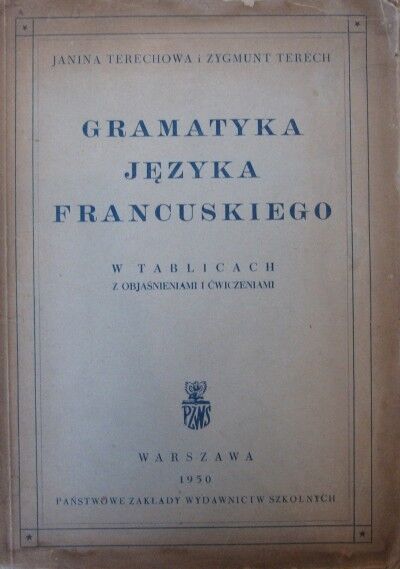 JANINA TERECHOWA i ZYGMUNT TERECH
GRAMATYKA
JĘZYKA
FRANCUSKIEGO
W TABLICACH
Z OBJAŚNIENIAMI I ĆWICZENIAMI
PZWS
WARSZAWA
1950
PAŃSTWOWE ZAKŁADY WYDAWNICTW SZKOLNYCH